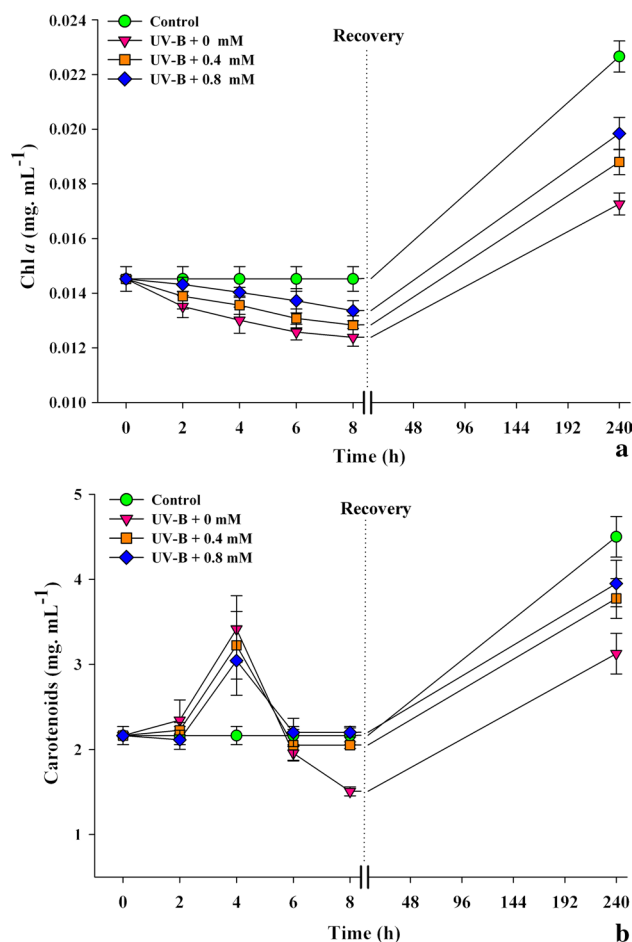 Control
UV-B + 0 mM
UV-B + 0.4 mM
UV-B + 0.8 mM
Recovery
0.024
0.022
0.020
0.018
0.016
0.014
0.012
0.010
Chl a (mg. mL⁻¹)
0 2 4 6 8 48 96 144 192 240
Time (h)
a
Control
UV-B + 0 mM
UV-B + 0.4 mM
UV-B + 0.8 mM
Recovery
5
4
3
2
1
Carotenoids (mg. mL⁻¹)
0 2 4 6 8 48 96 144 192 240
Time (h)
b